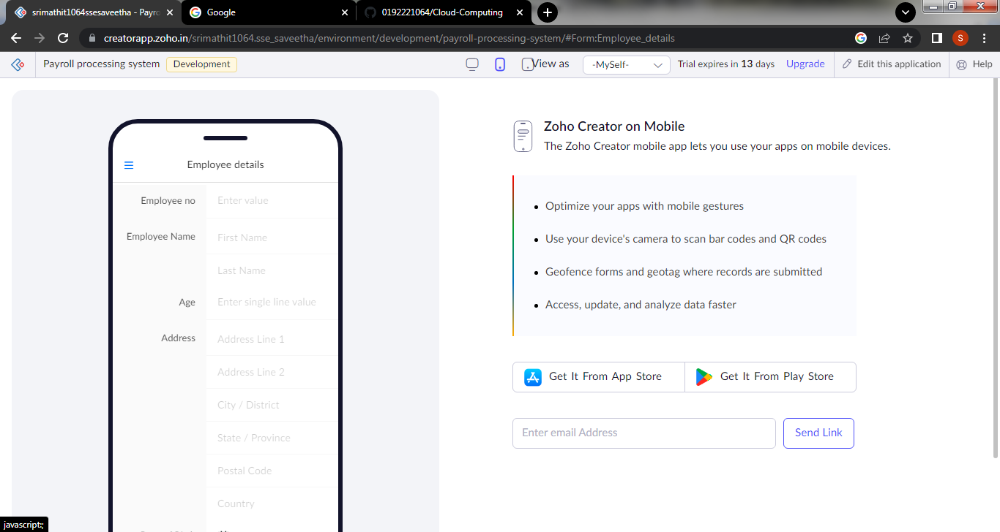 srimathit1064ssesaveetha - Payro
Google
0192221064/Cloud-Computing
creatorapp.zoho.in/srimathit1064.sse_saveetha/environment/development/payroll-processing-system/#Form:Employee_details
S
Payroll processing system
Development
View as
-MySelf-
Trial expires in 13 days
Upgrade
Edit this application
Help
Employee details
Employee no
Enter value
Employee Name
First Name
Last Name
Age
Enter single line value
Address
Address Line 1
Address Line 2
City / District
State / Province
Postal Code
Country
Zoho Creator on Mobile
The Zoho Creator mobile app lets you use your apps on mobile devices.
Optimize your apps with mobile gestures
Use your device's camera to scan bar codes and QR codes
Geofence forms and geotag where records are submitted
Access, update, and analyze data faster
Get It From App Store
Get It From Play Store
Enter email Address
Send Link
javascript:;